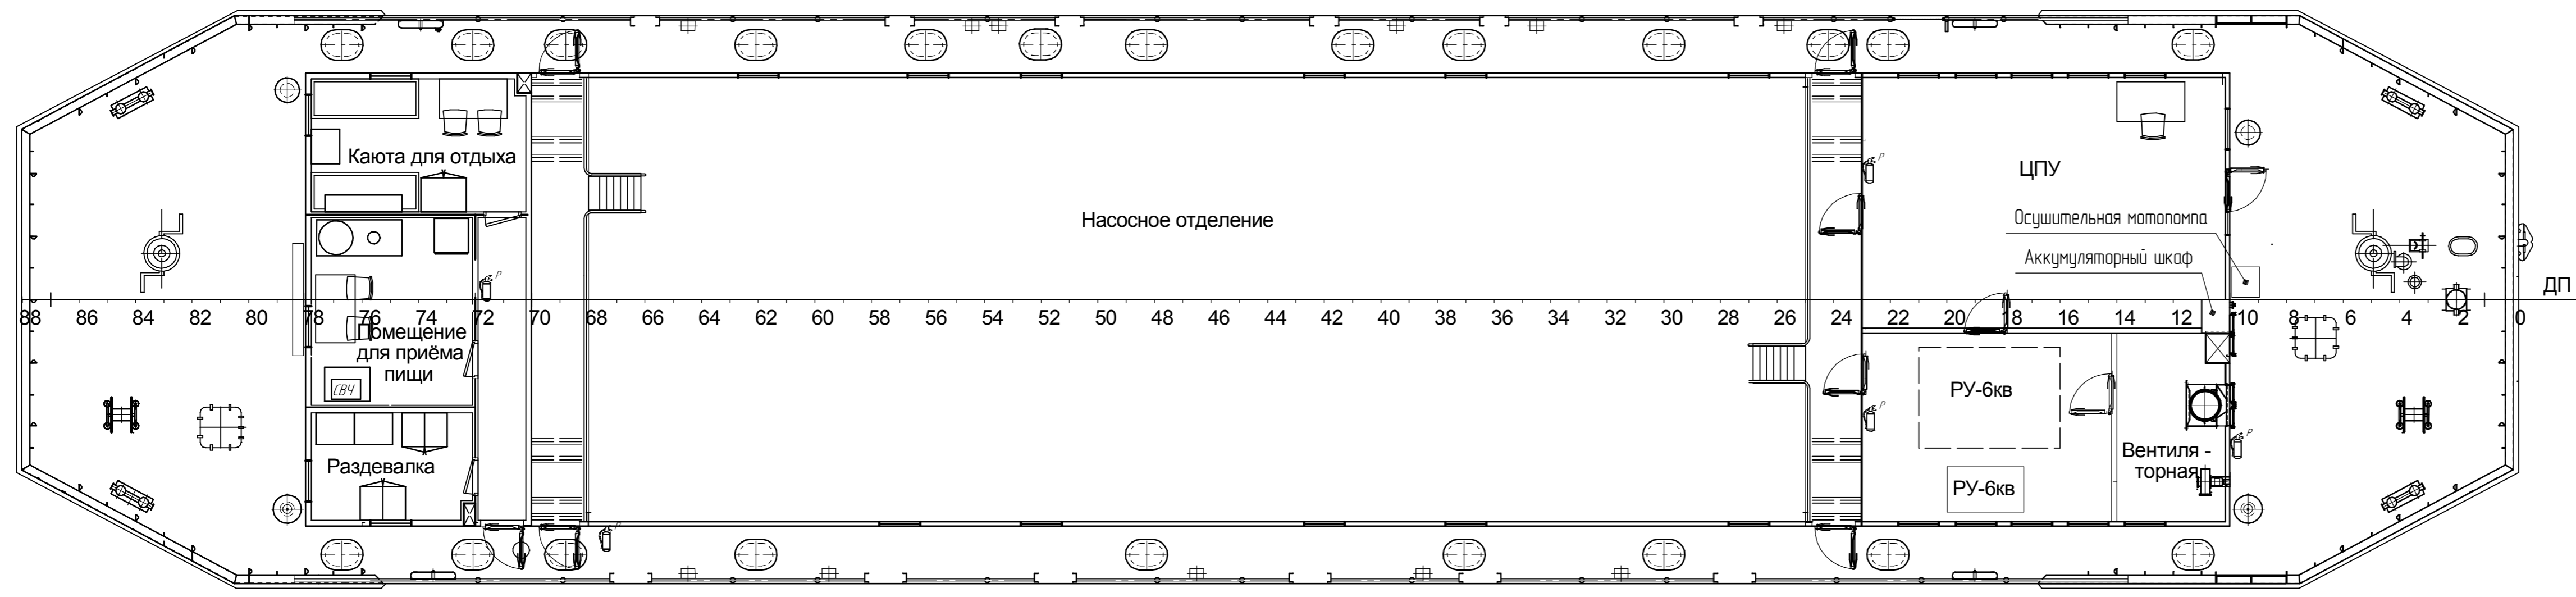 Каюта для отдыха
ЦПУ
Насосное отделение
Осушительная мотопомпа
Аккумуляторный шкаф
ДП
88 86 84 82 80 78 76 74 72 70 68 66 64 62 60 58 56 54 52 50 48 46 44 42 40 38 36 34 32 30 28 26 24 22 20 18 16 14 12 10 8 6 4 2 0
Помещение
для приёма
пищи
СВЧ
РУ-6кв
Раздевалка
Вентиля -
торная
РУ-6кв
Р
Р
Р
Р
Р